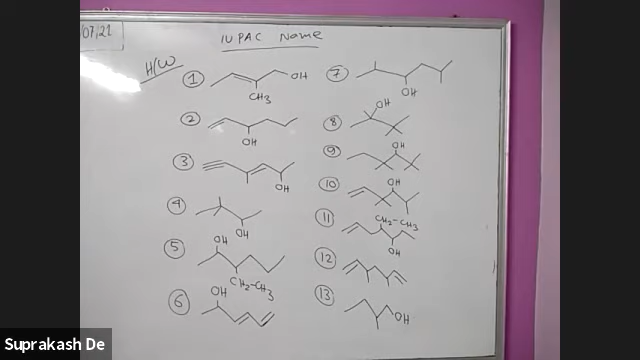 07/21
IUPAC Name
H/W
1
OH
CH3
2
OH
3
OH
4
OH
5
OH
CH2-CH3
6
OH
7
OH
8
OH
9
OH
10
OH
11
CH2-CH3
OH
12
13
OH
Suprakash De